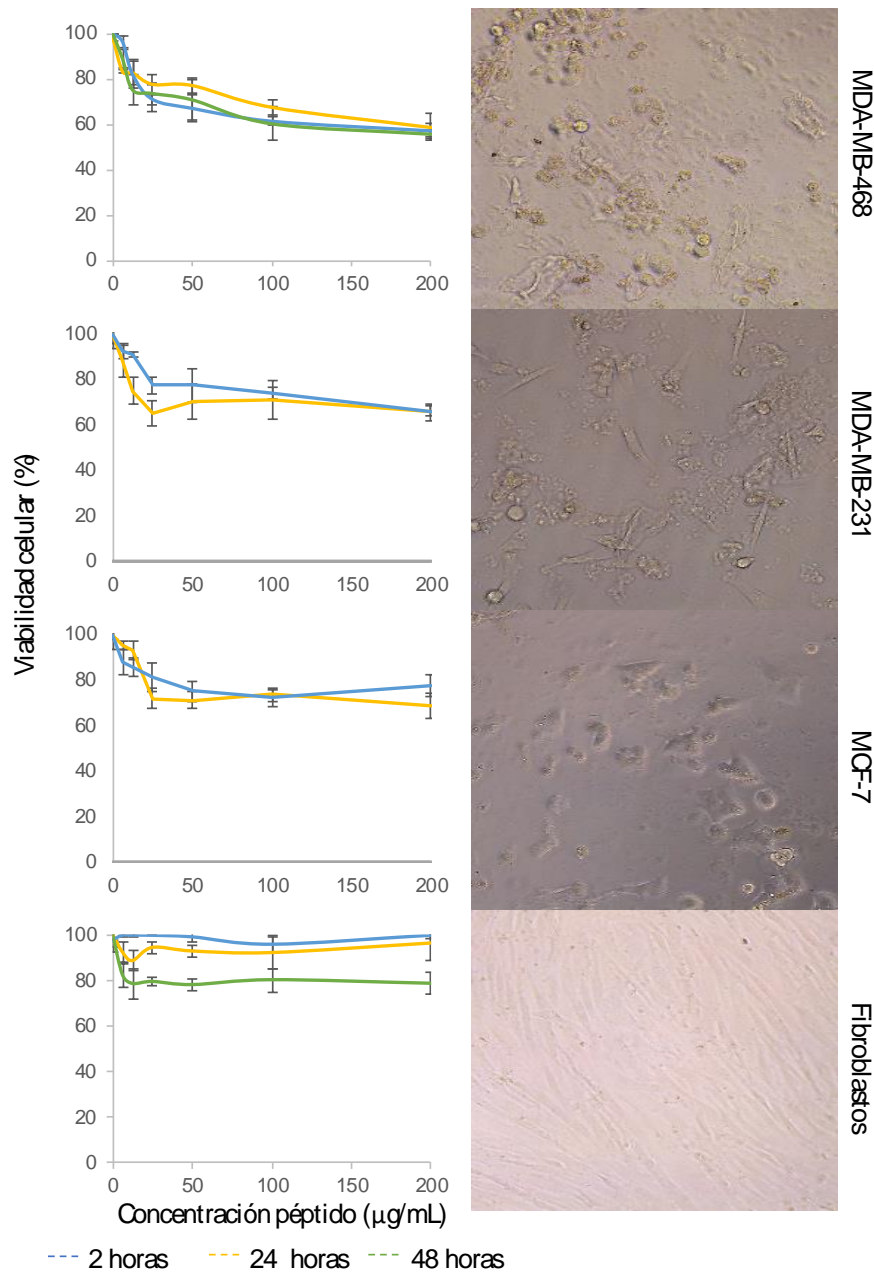 100
80
60
40
20
0
0 50 100 150 200
MDA-MB-468
100
80
60
40
20
0
0 50 100 150 200
MDA-MB-231
Viabilidad celular (%)
100
80
60
40
20
0
0 50 100 150 200
MCF-7
100
80
60
40
20
0
0 50 100 150 200
Fibroblastos
Concentración péptido (µg/mL)
2 horas 24 horas 48 horas